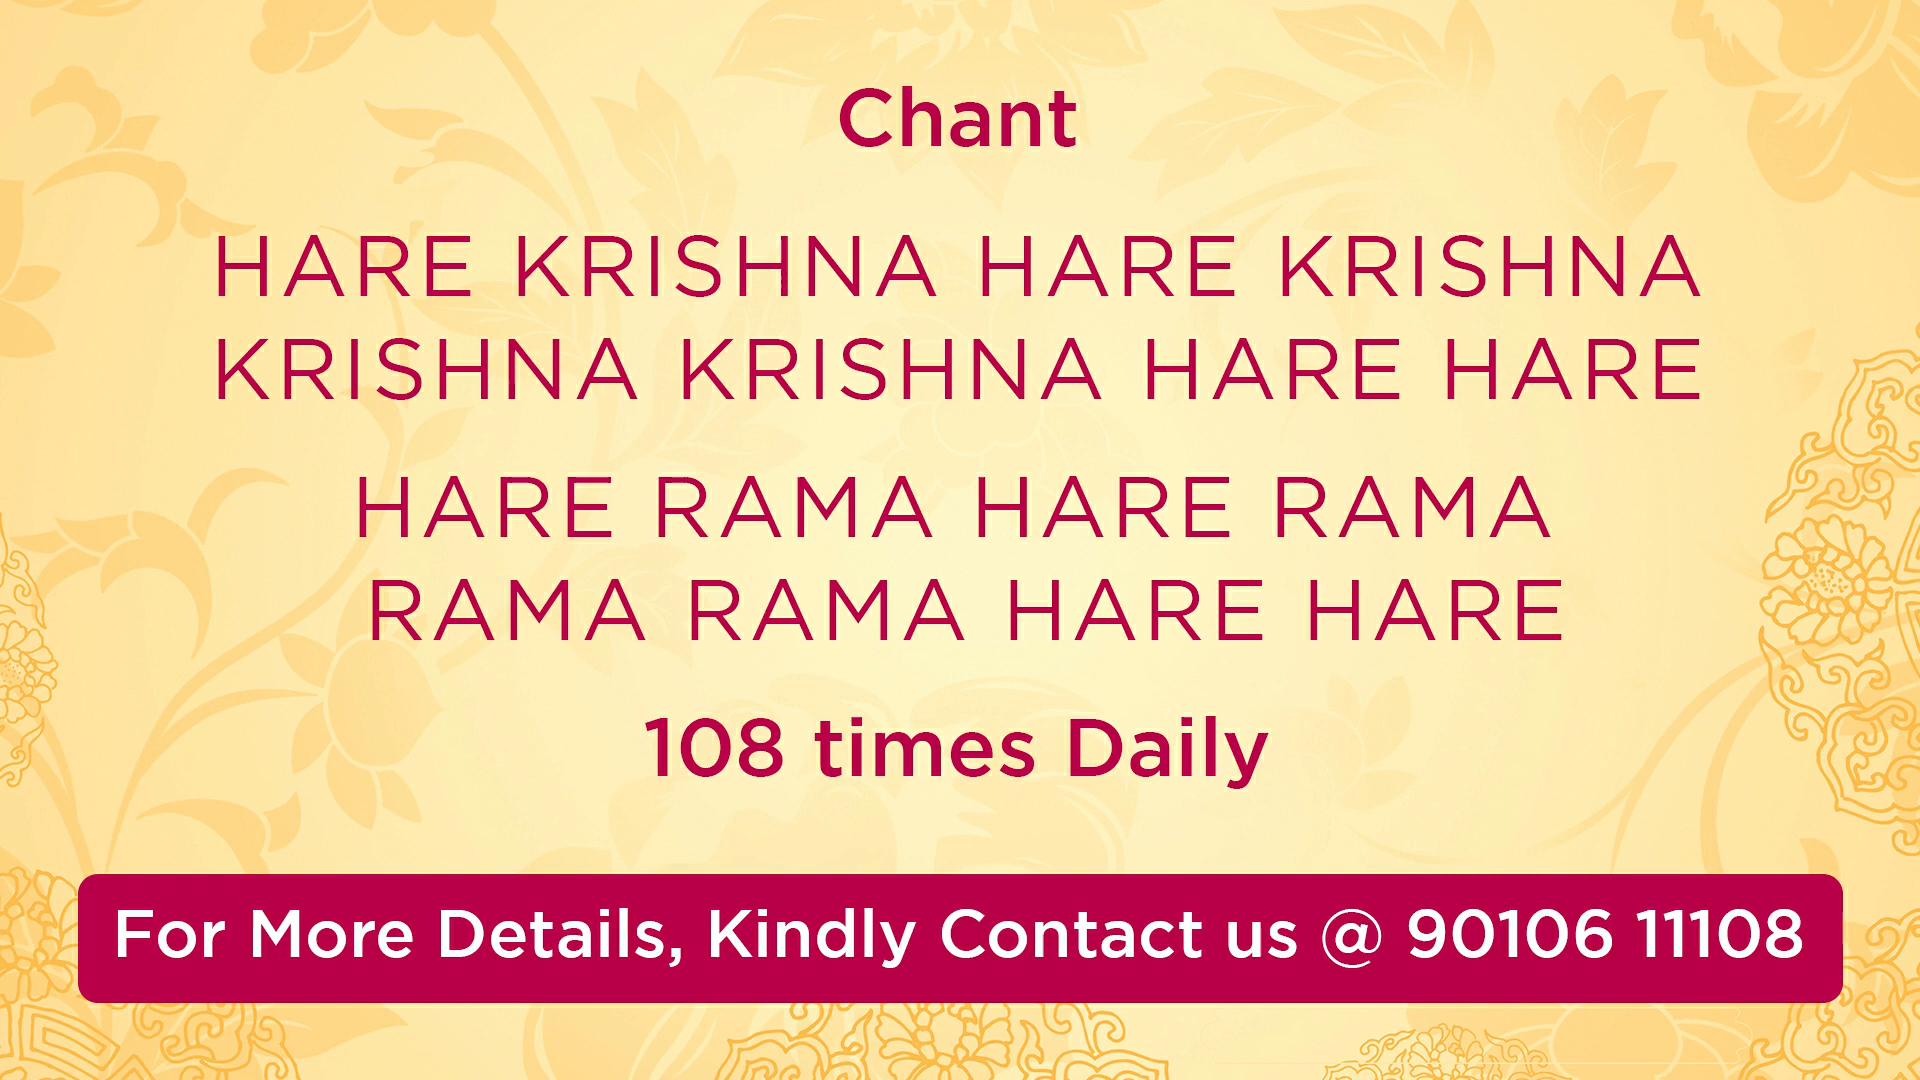 Chant
HARE KRISHNA HARE KRISHNA
KRISHNA KRISHNA HARE HARE
HARE RAMA HARE RAMA
RAMA RAMA HARE HARE
108 times Daily
For More Details, Kindly Contact us @ 90106 11108